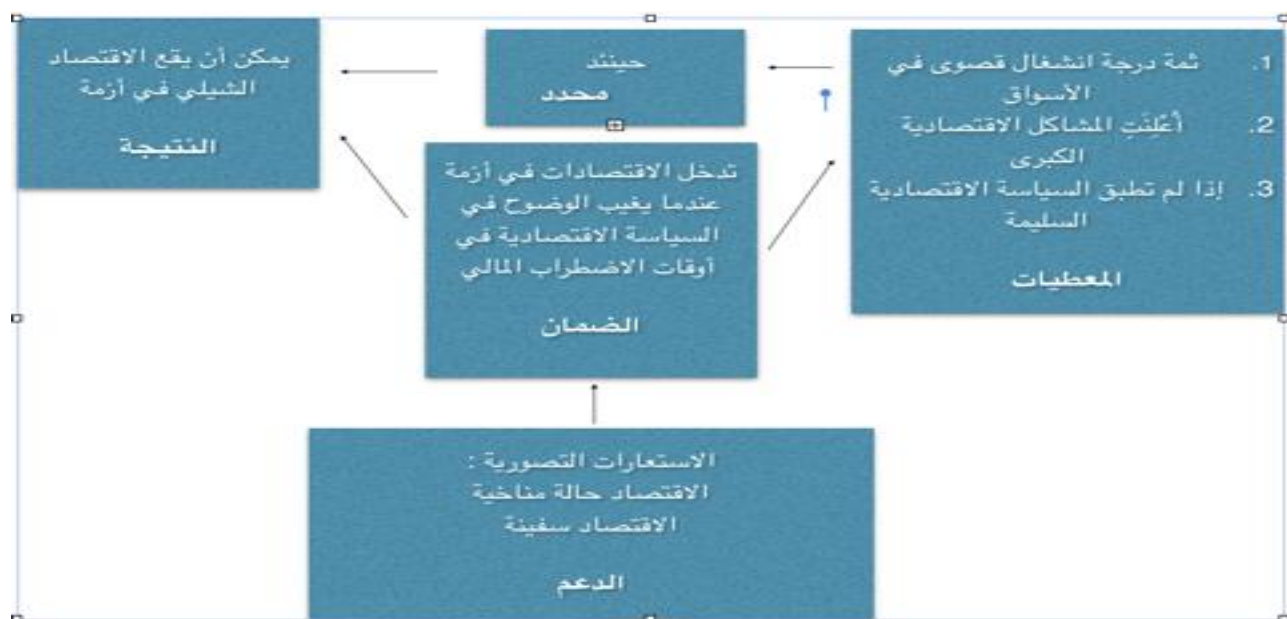 1. ثمة درجة انشغال قصوى في
الأسواق
2. أُعْلِنَتِ المشاكل الاقتصادية
الكبرى
3. إذا لم تطبق السياسة الاقتصادية
السليمة
المعطيات
حينئد
محدد
يمكن أن يقع الاقتصاد
الشيلي في أزمة
النتيجة
تدخل الاقتصادات في أزمة
عندما يغيب الوضوح في
السياسة الاقتصادية في
أوقات الاضطراب المالي
الضمان
الاستعارات التصورية :
الاقتصاد حالة مناخية
الاقتصاد سفينة
الدعم